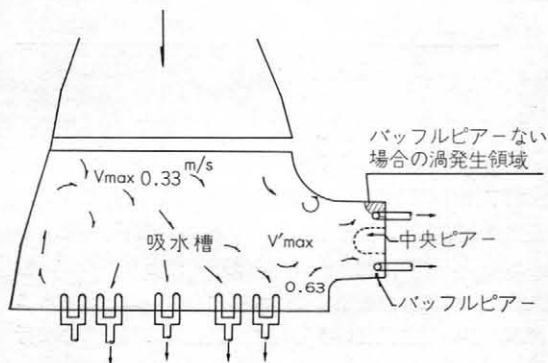 バッフルピアーない
場合の渦発生領域
Vmax 0.33 m/s
吸水槽
V'max
0.63
中央ピアー
バッフルピアー